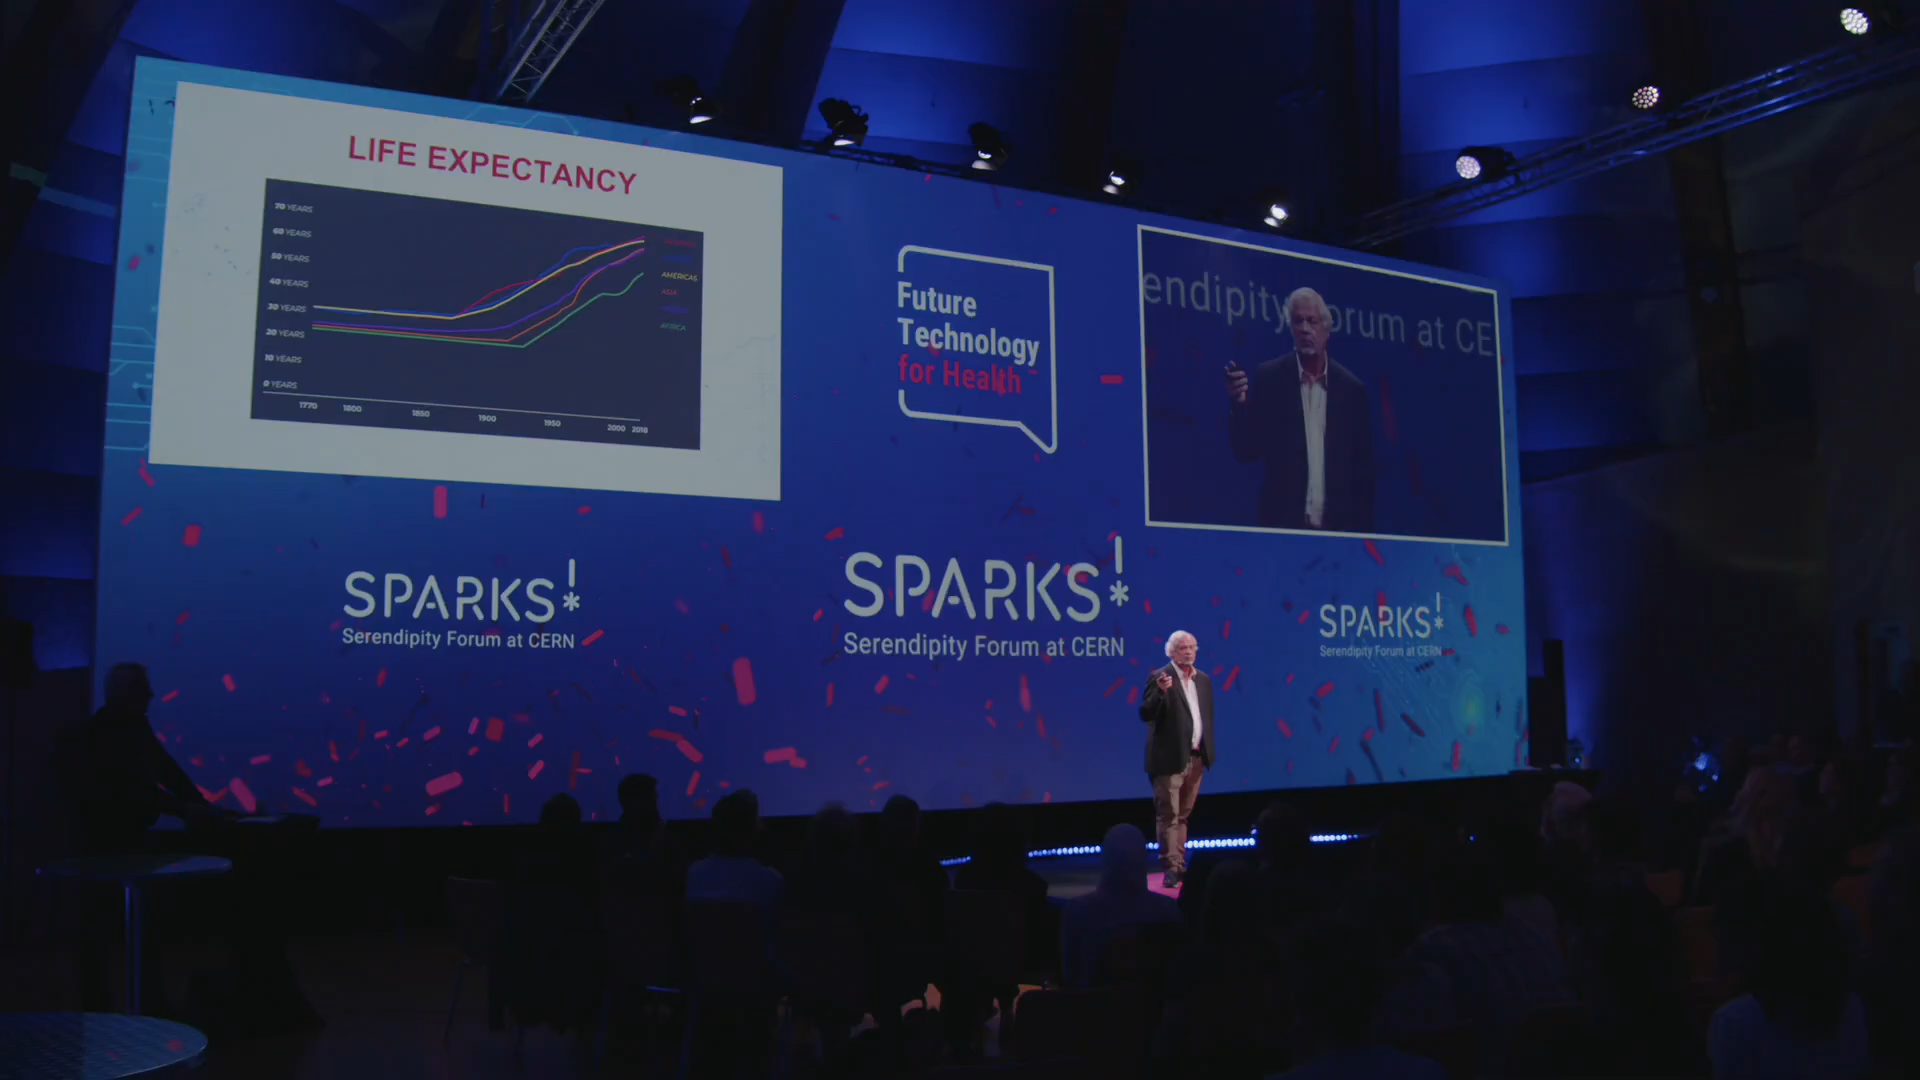 LIFE EXPECTANCY
70 YEARS
60 YEARS
50 YEARS
40 YEARS
30 YEARS
20 YEARS
10 YEARS
0 YEARS
1770 1800 1850 1900 1950 2000 2018
AMERICAS
ASIA
AFRICA
Future
Technology
for Health
endipity Forum at CE
SPARKS!
Serendipity Forum at CERN
SPARKS!
Serendipity Forum at CERN
SPARKS!
Serendipity Forum at CERN